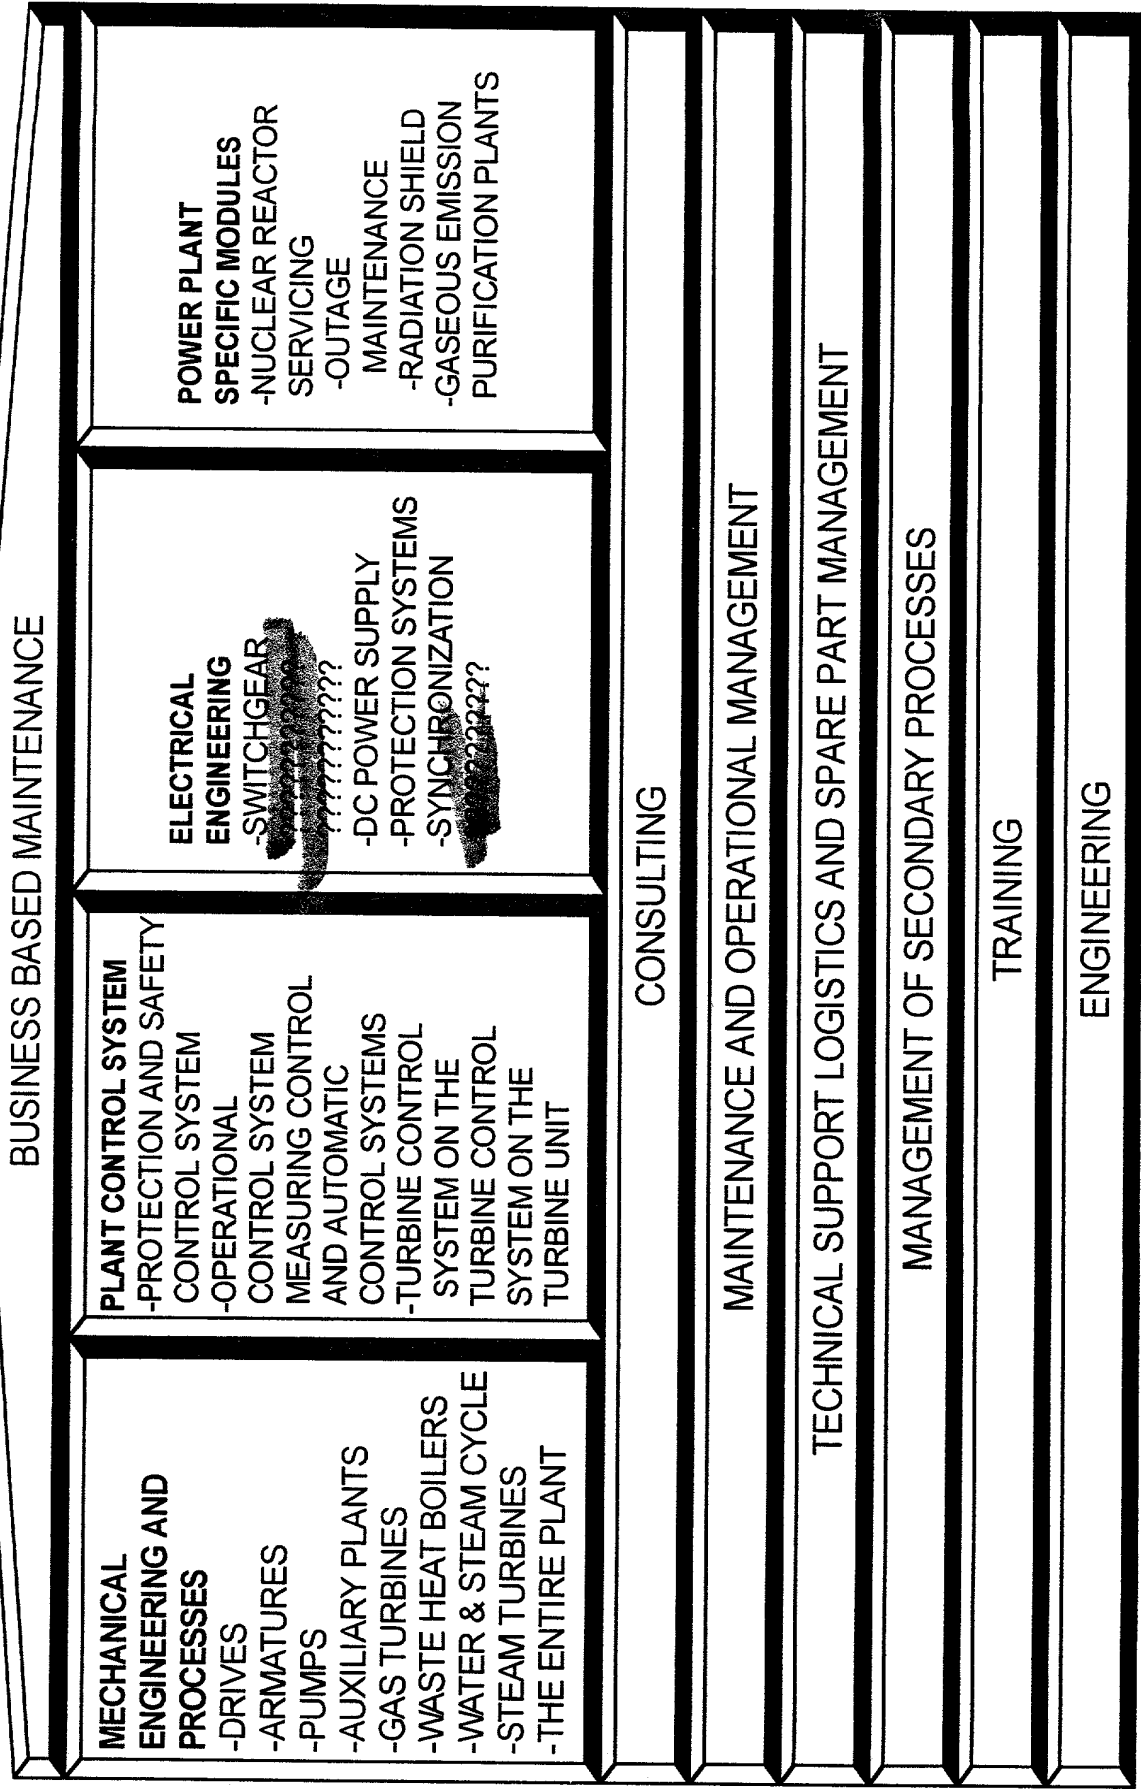 BUSINESS BASED MAINTENANCE
MECHANICAL
ENGINEERING AND
PROCESSES
-DRIVES
-ARMATURES
-PUMPS
-AUXILIARY PLANTS
-GAS TURBINES
-WASTE HEAT BOILERS
-WATER & STEAM CYCLE
-STEAM TURBINES
-THE ENTIRE PLANT
PLANT CONTROL SYSTEM
-PROTECTION AND SAFETY
CONTROL SYSTEM
-OPERATIONAL
CONTROL SYSTEM
MEASURING CONTROL
AND AUTOMATIC
CONTROL SYSTEMS
-TURBINE CONTROL
SYSTEM ON THE
TURBINE CONTROL
SYSTEM ON THE
TURBINE UNIT
ELECTRICAL
ENGINEERING
-SWITCHGEAR
-DC POWER SUPPLY
-PROTECTION SYSTEMS
-SYNCHRONIZATION
POWER PLANT
SPECIFIC MODULES
-NUCLEAR REACTOR
SERVICING
-OUTAGE
MAINTENANCE
-RADIATION SHIELD
-GASEOUS EMISSION
PURIFICATION PLANTS
CONSULTING
MAINTENANCE AND OPERATIONAL MANAGEMENT
TECHNICAL SUPPORT LOGISTICS AND SPARE PART MANAGEMENT
MANAGEMENT OF SECONDARY PROCESSES
TRAINING
ENGINEERING